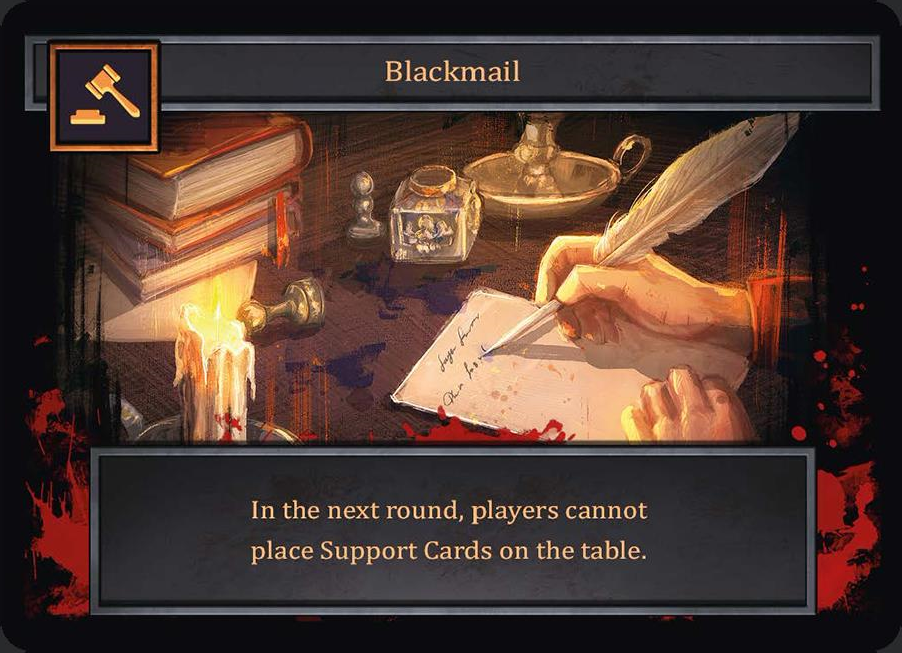 Blackmail
In the next round, players cannot
place Support Cards on the table.